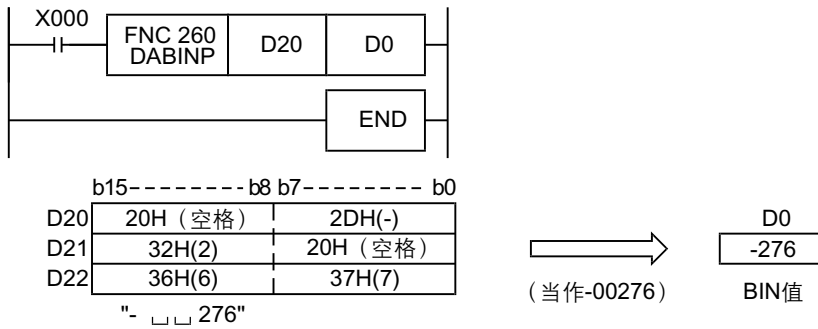 X000
FNC 260
DABINP
D20
D0
END
b15--------- b8 b7-------- b0
D20 20H（空格） 2DH(-)
D21 32H(2) 20H（空格）
D22 36H(6) 37H(7)
"- ␣␣ 276"
（当作-00276）
D0
-276
BIN值